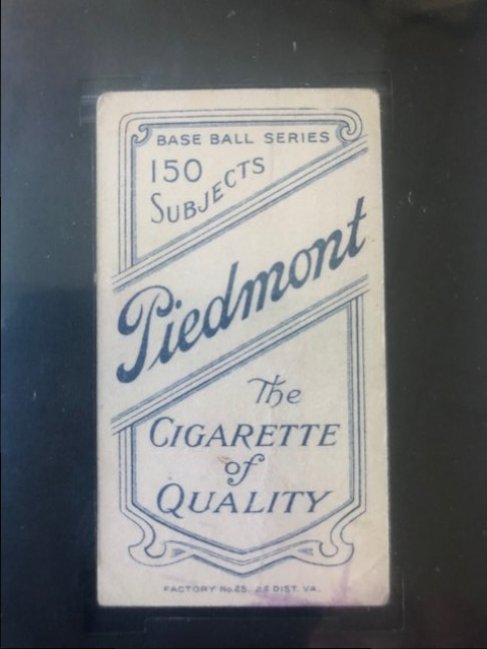 BASE BALL SERIES
150
SUBJECTS
Piedmont
The
CIGARETTE
of
QUALITY
FACTORY No. 25. 2d DIST. VA.